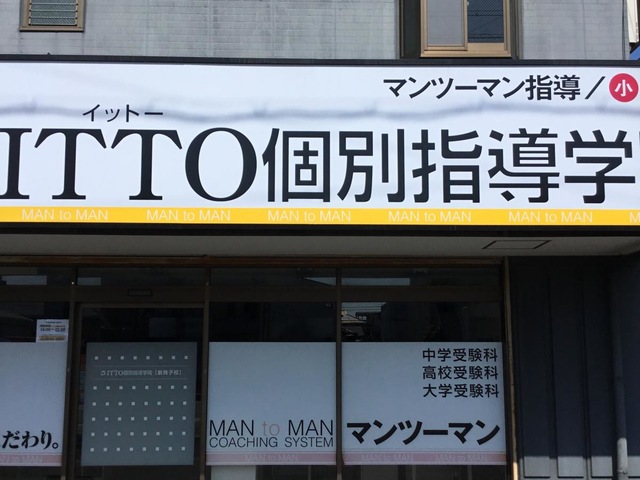 マンツーマン指導／小
イットー
ITTO個別指導学
MAN to MAN MAN to MAN MAN to MAN MAN to MAN MAN to MAN
中学受験科
高校受験科
大学受験科
ITTO個別指導学院
だわり。
MAN to MAN
COACHING SYSTEM
マンツーマン
MAN to MAN MAN to MAN MAN to MAN